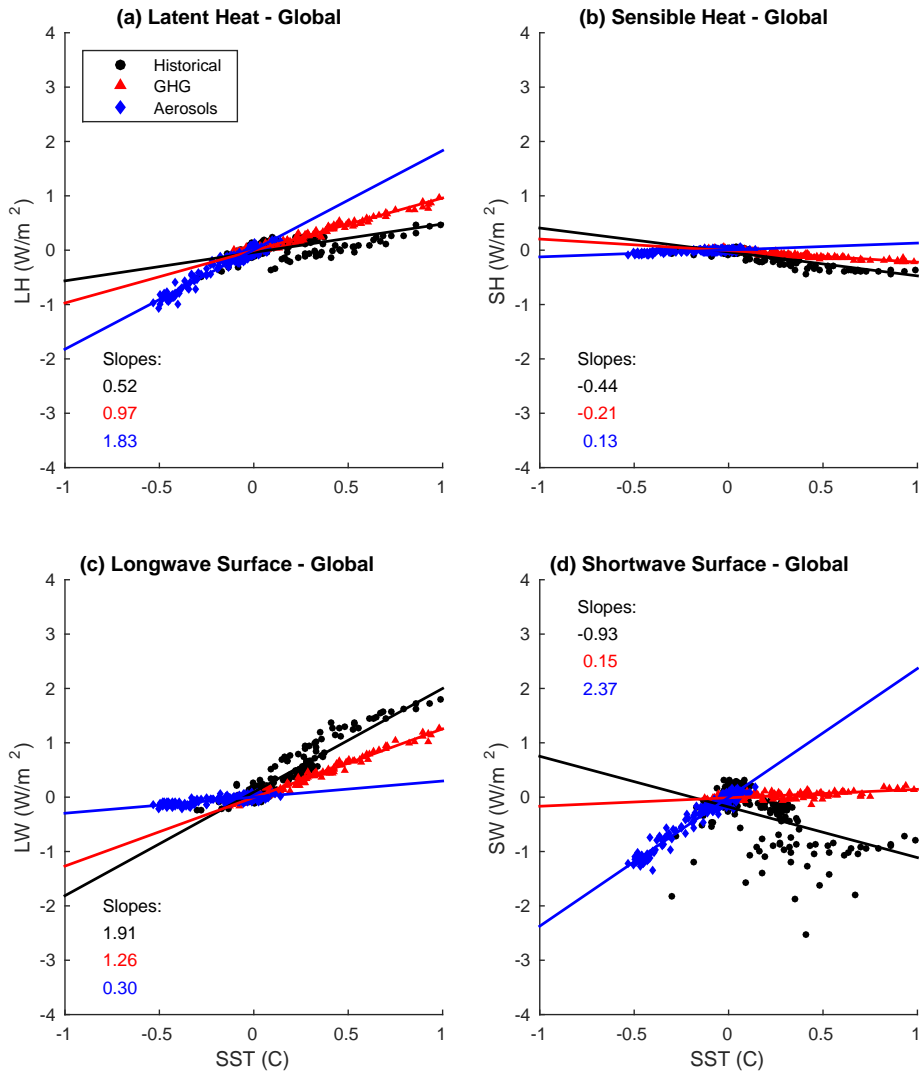 (a) Latent Heat - Global
4
3
2
1
0
-1
-2
-3
-4
LH (W/m 2)
Historical
GHG
Aerosols
Slopes:
0.52
0.97
1.83
-1 -0.5 0 0.5 1
(b) Sensible Heat - Global
4
3
2
1
0
-1
-2
-3
-4
SH (W/m 2)
Slopes:
-0.44
-0.21
0.13
-1 -0.5 0 0.5 1
(c) Longwave Surface - Global
4
3
2
1
0
-1
-2
-3
-4
LW (W/m 2)
Slopes:
1.91
1.26
0.30
-1 -0.5 0 0.5 1
SST (C)
(d) Shortwave Surface - Global
4
3
2
1
0
-1
-2
-3
-4
SW (W/m 2)
Slopes:
-0.93
0.15
2.37
-1 -0.5 0 0.5 1
SST (C)